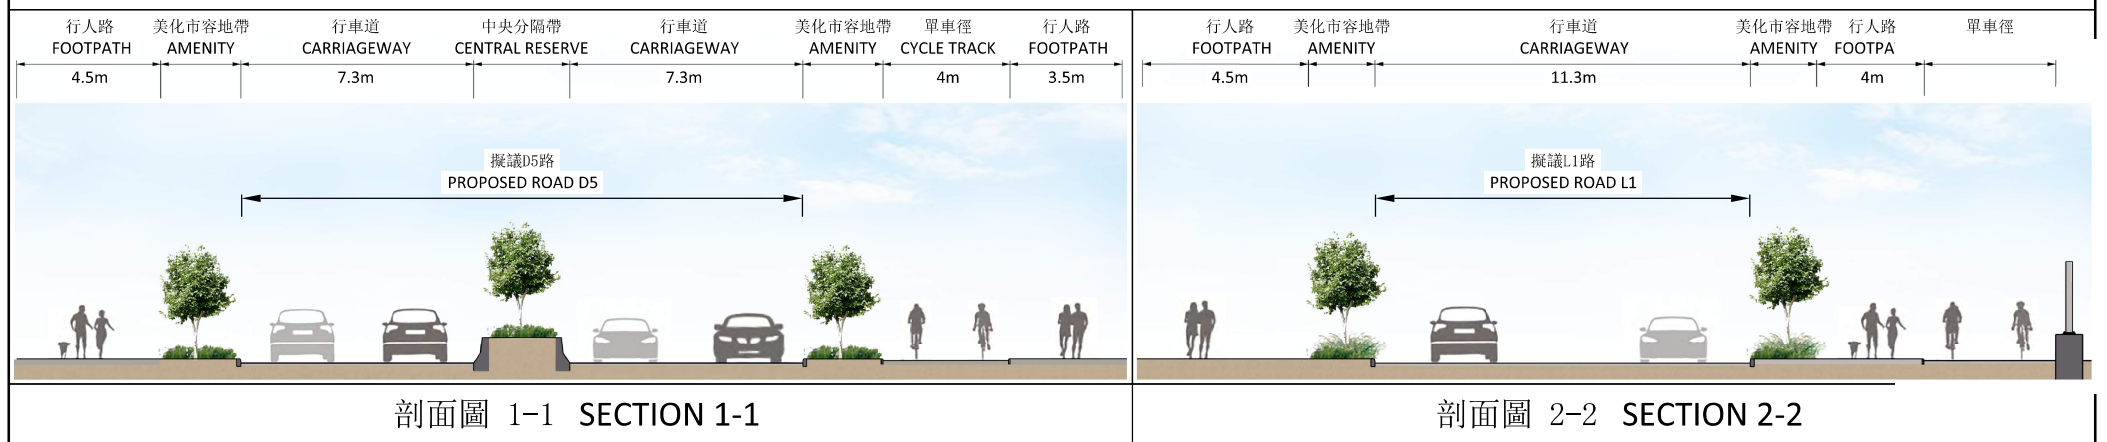 行人路 美化市容地帶 行車道 中央分隔帶 行車道 美化市容地帶 單車徑 行人路
FOOTPATH AMENITY CARRIAGEWAY CENTRAL RESERVE CARRIAGEWAY AMENITY CYCLE TRACK FOOTPATH
4.5m 7.3m 7.3m 4m 3.5m
擬議D5路
PROPOSED ROAD D5
剖面圖 1-1 SECTION 1-1
行人路 美化市容地帶 行車道 美化市容地帶 行人路 單車徑
FOOTPATH AMENITY CARRIAGEWAY AMENITY FOOTPA
4.5m 11.3m 4m
擬議L1路
PROPOSED ROAD L1
剖面圖 2-2 SECTION 2-2